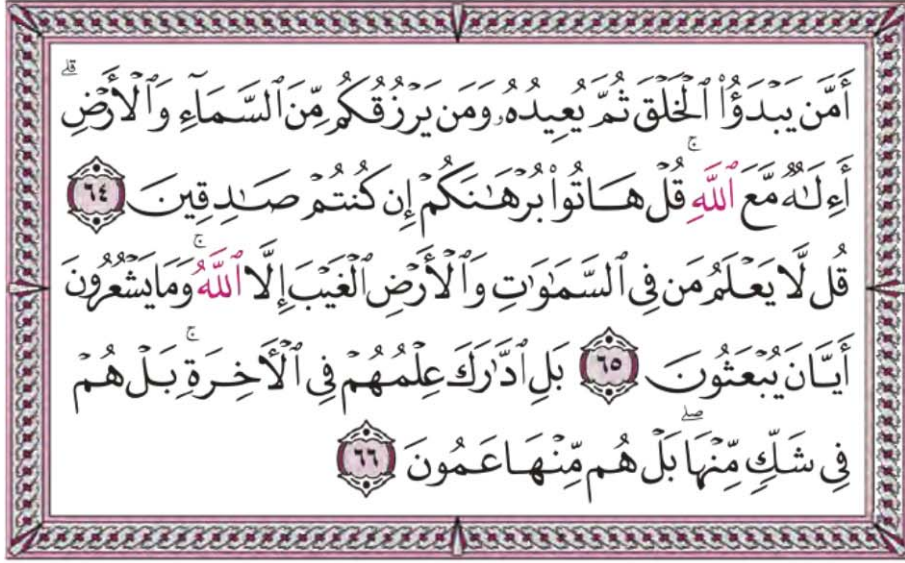 أَمَّن يَبْدَؤُا۟ ٱلْخَلْقَ ثُمَّ يُعِيدُهُۥ وَمَن يَرْزُقُكُم مِّنَ ٱلسَّمَآءِ وَٱلْأَرْضِ ۗ
أَءِلَـٰهٌ مَّعَ ٱللَّهِ ۚ قُلْ هَاتُوا۟ بُرْهَـٰنَكُمْ إِن كُنتُمْ صَـٰدِقِينَ ٦٤
قُل لَّا يَعْلَمُ مَن فِى ٱلسَّمَـٰوَٰتِ وَٱلْأَرْضِ ٱلْغَيْبَ إِلَّا ٱللَّهُ ۚ وَمَا يَشْعُرُونَ
أَيَّانَ يُبْعَثُونَ ٦٥ بَلِ ٱدَّٰرَكَ عِلْمُهُمْ فِى ٱلْـَٔاخِرَةِ ۚ بَلْ هُمْ
فِى شَكٍّ مِّنْهَا ۖ بَلْ هُم مِّنْهَا عَمُونَ ٦٦